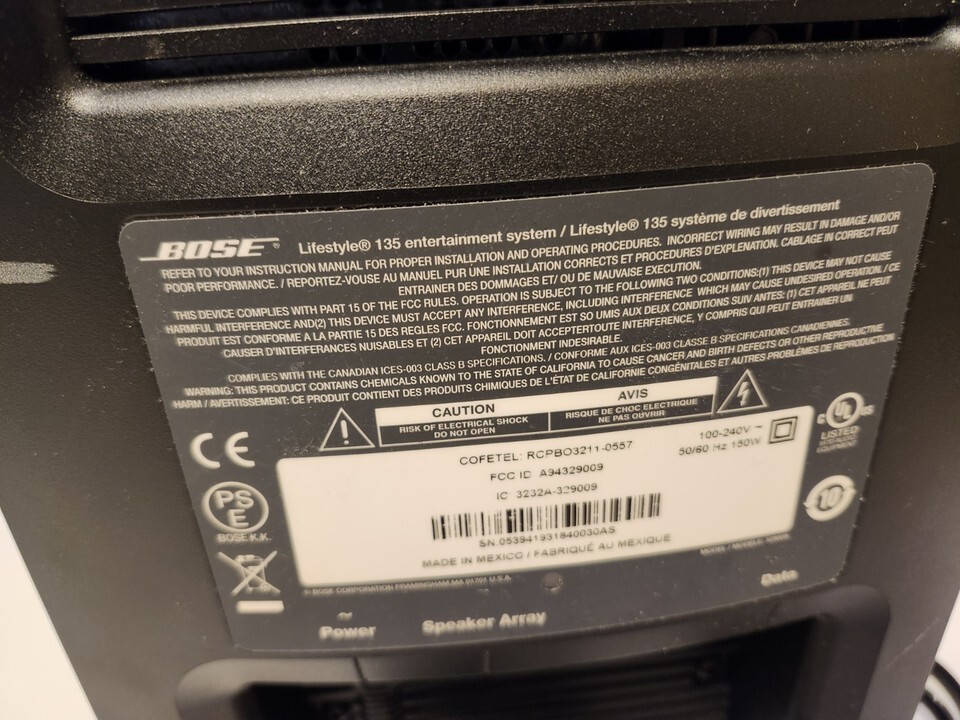 BOSE® Lifestyle® 135 entertainment system / Lifestyle® 135 système de divertissement
REFER TO YOUR INSTRUCTION MANUAL FOR PROPER INSTALLATION AND OPERATING PROCEDURES. INCORRECT WIRING MAY RESULT IN DAMAGE AND/OR
POOR PERFORMANCE. / REPORTEZ-VOUSE AU MANUEL PUR UNE INSTALLATION CORRECTS ET PROCEDURES D'EXPLENATION. CABLAGE IN CORRECT PEUT
ENTRAINER DES DOMMAGES ET/ OU DE MAUVAISE EXECUTION.
THIS DEVICE COMPLIES WITH PART 15 OF THE FCC RULES. OPERATION IS SUBJECT TO THE FOLLOWING TWO CONDITIONS:(1) THIS DEVICE MAY NOT CAUSE
HARMFUL INTERFERENCE AND(2) THIS DEVICE MUST ACCEPT ANY INTERFERENCE, INCLUDING INTERFERENCE WHICH MAY CAUSE UNDESIRED OPERATION. / CE
PRODUIT EST CONFORME A LA PARTIE 15 DES REGLES FCC. FONCTIONNEMENT EST SO UMIS AUX DEUX CONDITIONS SUIV ANTES: (1) CET APPAREIL NE PEUT
CAUSER D'INTERFERANCES NUISABLES ET (2) CET APPAREIL DOIT ACCEPTERTOUTE INTERFERENCE, Y COMPRIS QUI PEUT ENTRAINER UN
FONCTIONNEMENT INDESIRABLE.
COMPLIES WITH THE CANADIAN ICES-003 CLASS B SPECIFICATIONS. / CONFORME AUX ICES-003 CLASSE B SPECIFICATIONS CANADIENNES.
WARNING: THIS PRODUCT CONTAINS CHEMICALS KNOWN TO THE STATE OF CALIFORNIA TO CAUSE CANCER AND BIRTH DEFECTS OR OTHER REPRODUCTIVE
HARM / AVERTISSEMENT: CE PRODUIT CONTIENT DES PRODUITS CHIMIQUES DE L'ÉTAT DE CALIFORNIE CONGÉNITALES ET AUTRES PROBLÈMES DE REPRODUCTION
CAUTION AVIS
RISK OF ELECTRICAL SHOCK RISQUE DE CHOC ELECTRIQUE
DO NOT OPEN NE PAS OUVRIR
CE
PSE
BOSE K.K.
COFETEL: RCPBO3211-0557
FCC ID A94329009
IC 3232A-329009
SN.053941931840030AS
MADE IN MEXICO / FABRIQUÉ AU MEXIQUE
100-240V ~
50/60 Hz 150W
C UL US
LISTED
10
© BOSE CORPORATION FRAMINGHAM MA 01701 U.S.A.
MODEL / MODÈLE:
~
Power Speaker Array Data